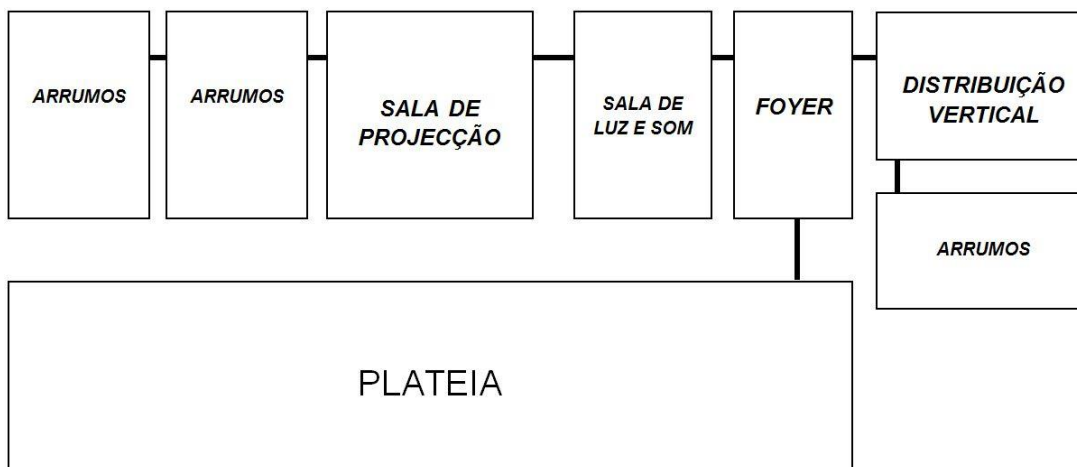 ARRUMOS
ARRUMOS
SALA DE
PROJECÇÃO
SALA DE
LUZ E SOM
FOYER
DISTRIBUIÇÃO
VERTICAL
ARRUMOS
PLATEIA